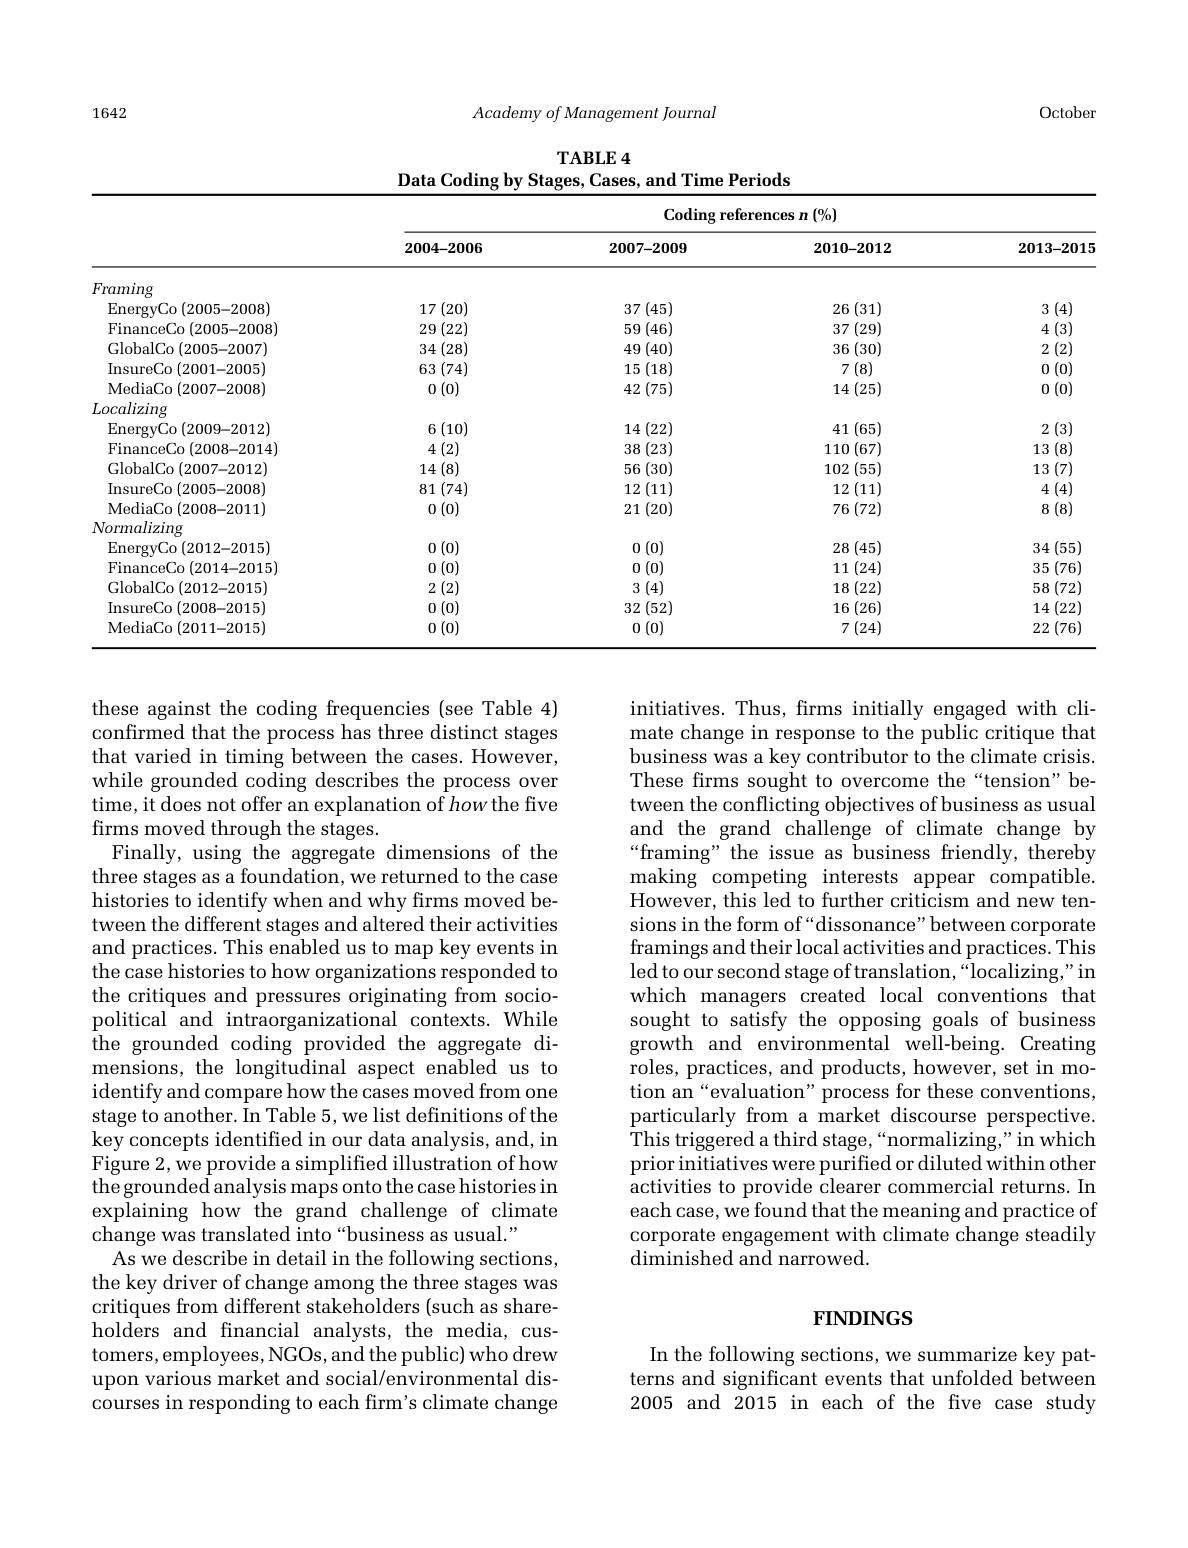 1642 Academy of Management Journal October
TABLE 4
Data Coding by Stages, Cases, and Time Periods
Coding references n (%)
2004–2006 2007–2009 2010–2012 2013–2015
Framing
EnergyCo (2005–2008) 17 (20) 37 (45) 26 (31) 3 (4)
FinanceCo (2005–2008) 29 (22) 59 (46) 37 (29) 4 (3)
GlobalCo (2005–2007) 34 (28) 49 (40) 36 (30) 2 (2)
InsureCo (2001–2005) 63 (74) 15 (18) 7 (8) 0 (0)
MediaCo (2007–2008) 0 (0) 42 (75) 14 (25) 0 (0)
Localizing
EnergyCo (2009–2012) 6 (10) 14 (22) 41 (65) 2 (3)
FinanceCo (2008–2014) 4 (2) 38 (23) 110 (67) 13 (8)
GlobalCo (2007–2012) 14 (8) 56 (30) 102 (55) 13 (7)
InsureCo (2005–2008) 81 (74) 12 (11) 12 (11) 4 (4)
MediaCo (2008–2011) 0 (0) 21 (20) 76 (72) 8 (8)
Normalizing
EnergyCo (2012–2015) 0 (0) 0 (0) 28 (45) 34 (55)
FinanceCo (2014–2015) 0 (0) 0 (0) 11 (24) 35 (76)
GlobalCo (2012–2015) 2 (2) 3 (4) 18 (22) 58 (72)
InsureCo (2008–2015) 0 (0) 32 (52) 16 (26) 14 (22)
MediaCo (2011–2015) 0 (0) 0 (0) 7 (24) 22 (76)
these against the coding frequencies (see Table 4)
confirmed that the process has three distinct stages
that varied in timing between the cases. However,
while grounded coding describes the process over
time, it does not offer an explanation of how the five
firms moved through the stages.
Finally, using the aggregate dimensions of the
three stages as a foundation, we returned to the case
histories to identify when and why firms moved be-
tween the different stages and altered their activities
and practices. This enabled us to map key events in
the case histories to how organizations responded to
the critiques and pressures originating from socio-
political and intraorganizational contexts. While
the grounded coding provided the aggregate di-
mensions, the longitudinal aspect enabled us to
identify and compare how the cases moved from one
stage to another. In Table 5, we list definitions of the
key concepts identified in our data analysis, and, in
Figure 2, we provide a simplified illustration of how
the grounded analysis maps onto the case histories in
explaining how the grand challenge of climate
change was translated into “business as usual.”
As we describe in detail in the following sections,
the key driver of change among the three stages was
critiques from different stakeholders (such as share-
holders and financial analysts, the media, cus-
tomers, employees, NGOs, and the public) who drew
upon various market and social/environmental dis-
courses in responding to each firm’s climate change
initiatives. Thus, firms initially engaged with cli-
mate change in response to the public critique that
business was a key contributor to the climate crisis.
These firms sought to overcome the “tension” be-
tween the conflicting objectives of business as usual
and the grand challenge of climate change by
“framing” the issue as business friendly, thereby
making competing interests appear compatible.
However, this led to further criticism and new ten-
sions in the form of “dissonance” between corporate
framings and their local activities and practices. This
led to our second stage of translation, “localizing,” in
which managers created local conventions that
sought to satisfy the opposing goals of business
growth and environmental well-being. Creating
roles, practices, and products, however, set in mo-
tion an “evaluation” process for these conventions,
particularly from a market discourse perspective.
This triggered a third stage, “normalizing,” in which
prior initiatives were purified or diluted within other
activities to provide clearer commercial returns. In
each case, we found that the meaning and practice of
corporate engagement with climate change steadily
diminished and narrowed.
FINDINGS
In the following sections, we summarize key pat-
terns and significant events that unfolded between
2005 and 2015 in each of the five case study